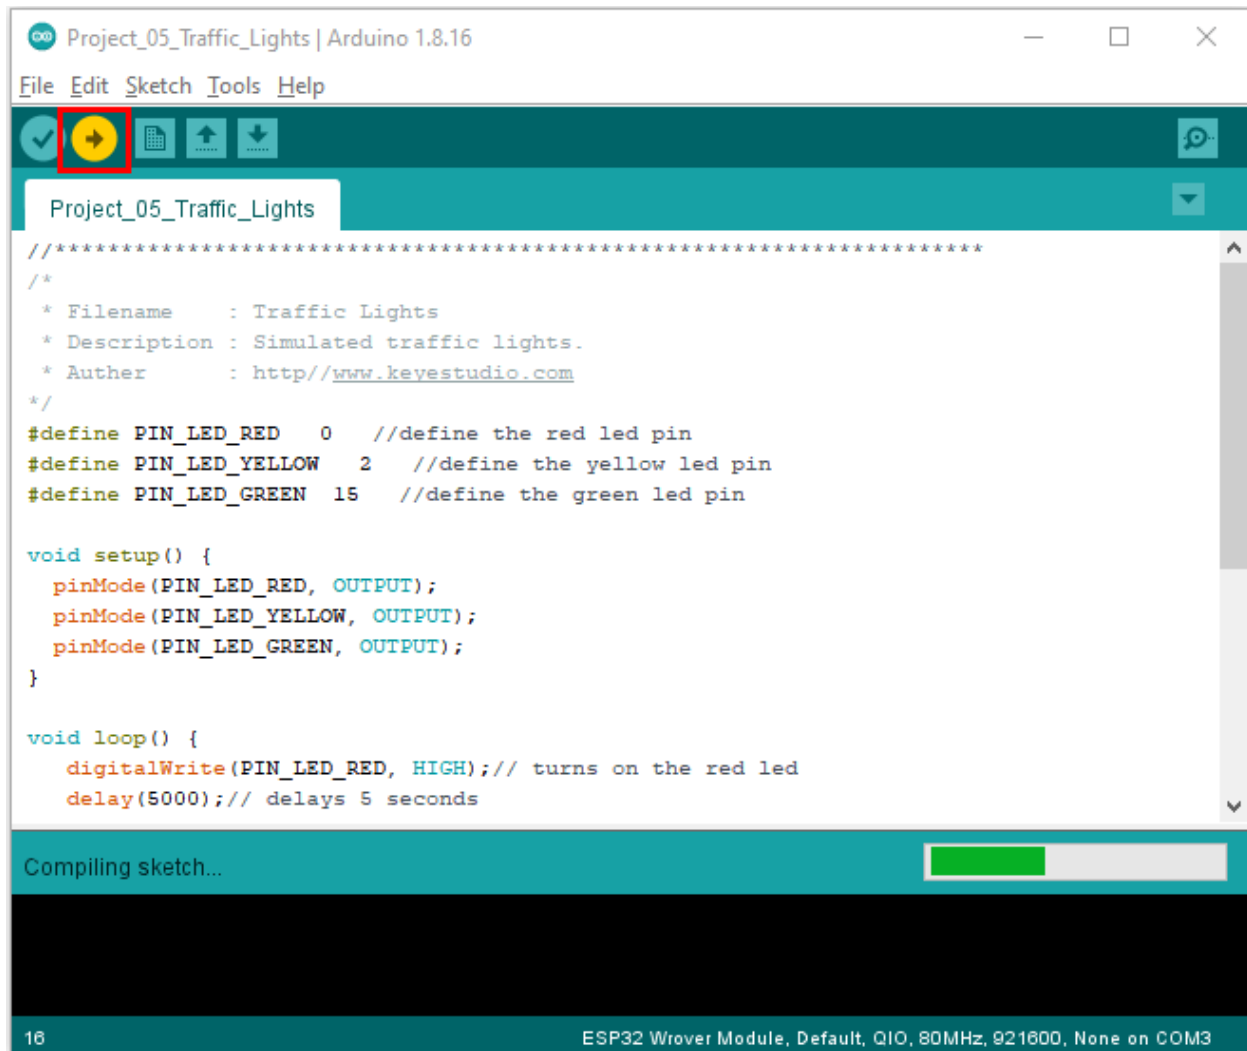 Project_05_Traffic_Lights | Arduino 1.8.16
File Edit Sketch Tools Help
Project_05_Traffic_Lights
//**********************************************************************
/*
 * Filename    : Traffic Lights
 * Description : Simulated traffic lights.
 * Auther      : http//www.keyestudio.com
*/
#define PIN_LED_RED   0   //define the red led pin
#define PIN_LED_YELLOW   2   //define the yellow led pin
#define PIN_LED_GREEN  15   //define the green led pin
void setup() {
  pinMode(PIN_LED_RED, OUTPUT);
  pinMode(PIN_LED_YELLOW, OUTPUT);
  pinMode(PIN_LED_GREEN, OUTPUT);
}
void loop() {
   digitalWrite(PIN_LED_RED, HIGH);// turns on the red led
   delay(5000);// delays 5 seconds
Compiling sketch...
16 ESP32 Wrover Module, Default, QIO, 80MHz, 921600, None on COM3